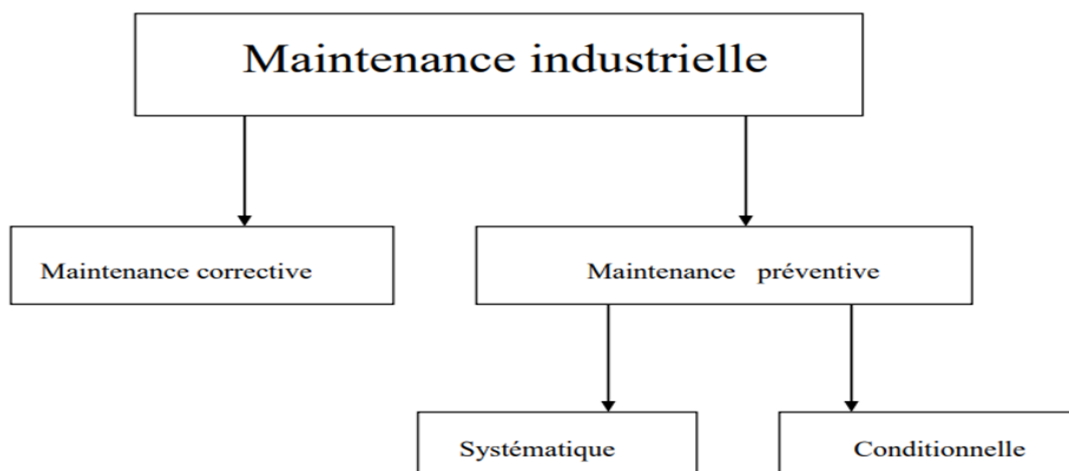 Maintenance industrielle
Maintenance corrective
Maintenance préventive
Systématique
Conditionnelle